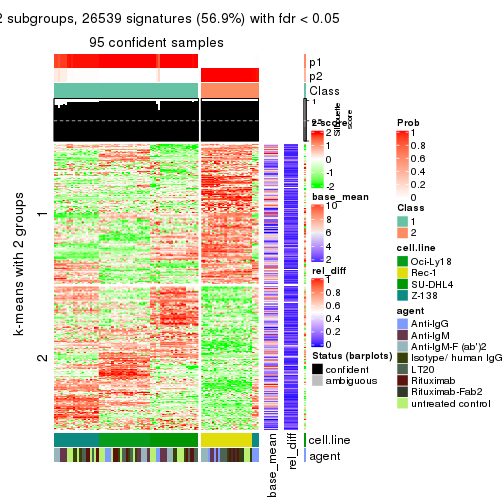 2 subgroups, 26539 signatures (56.9%) with fdr < 0.05
95 confident samples
p1
p2
Class
1
Silhouette
score
k-means with 2 groups
1
2
z-score
2
1
0
-1
-2
base_mean
10
8
6
4
2
rel_diff
1
0.8
0.6
0.4
0.2
0
Status (barplots)
confident
ambiguous
Prob
1
0.8
0.6
0.4
0.2
0
Class
1
2
cell.line
Oci-Ly18
Rec-1
SU-DHL4
Z-138
agent
Anti-IgG
Anti-IgM
Anti-IgM-F (ab')2
Isotype/ human IgG
LT20
Rituximab
Rituximab-Fab2
untreated control
cell.line
agent
base_mean
rel_diff